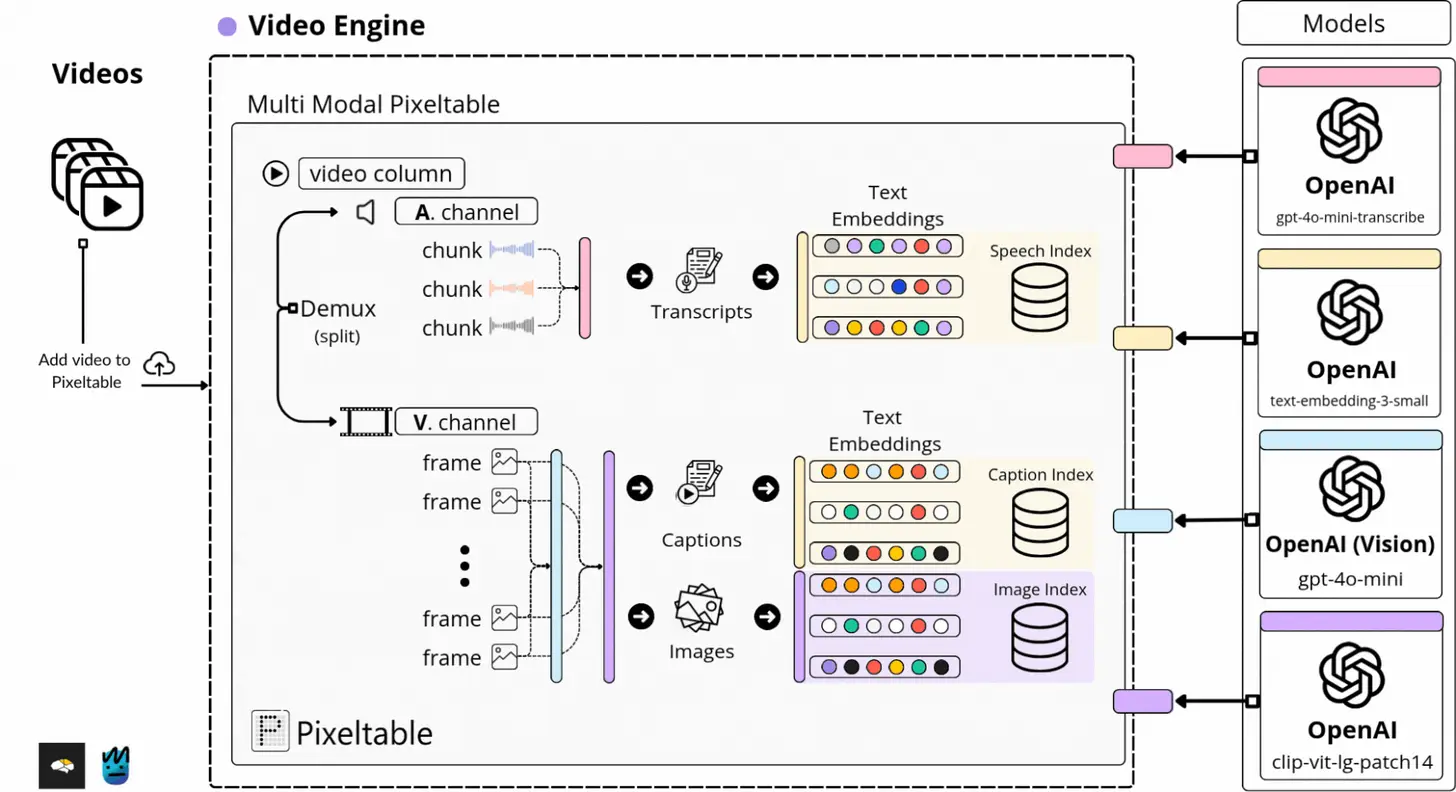 Video Engine
Models
Videos
Multi Modal Pixeltable
video column
A. channel
chunk
chunk
chunk
Demux
(split)
Transcripts
Text
Embeddings
Speech Index
Add video to
Pixeltable
V. channel
frame
frame
frame
frame
Captions
Images
Text
Embeddings
Caption Index
Image Index
P
Pixeltable
OpenAI
gpt-4o-mini-transcribe
OpenAI
text-embedding-3-small
OpenAI (Vision)
gpt-4o-mini
OpenAI
clip-vit-lg-patch14